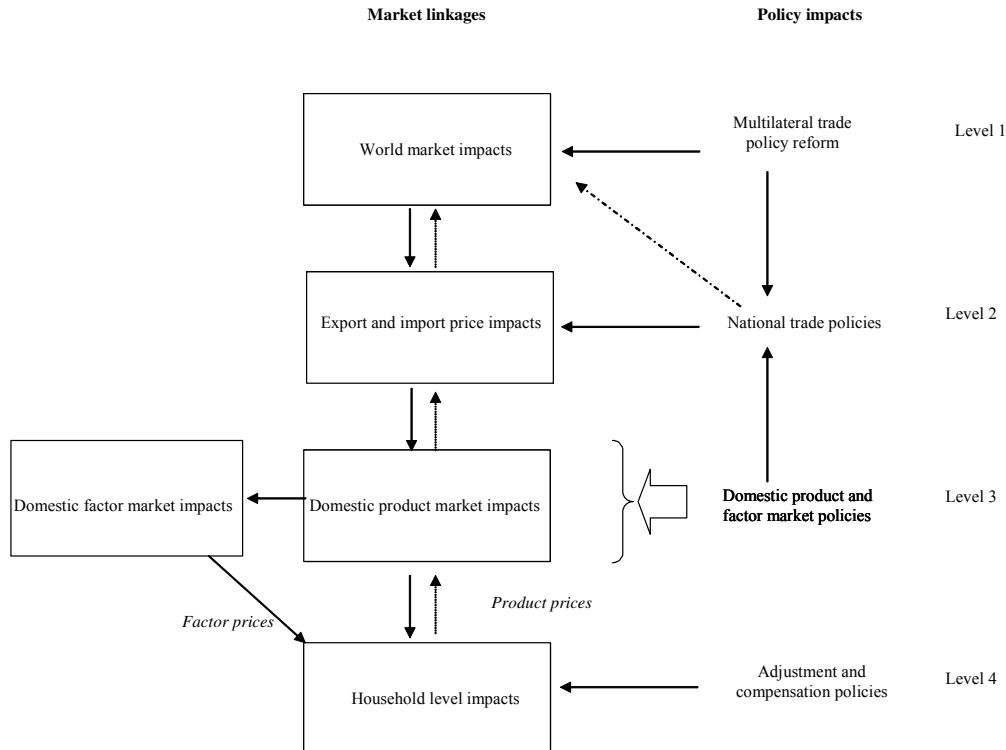 Market linkages
Policy impacts
World market impacts
Multilateral trade
policy reform
Level 1
Export and import price impacts
National trade policies
Level 2
Domestic factor market impacts
Domestic product market impacts
Domestic product and
factor market policies
Level 3
Factor prices
Product prices
Household level impacts
Adjustment and
compensation policies
Level 4